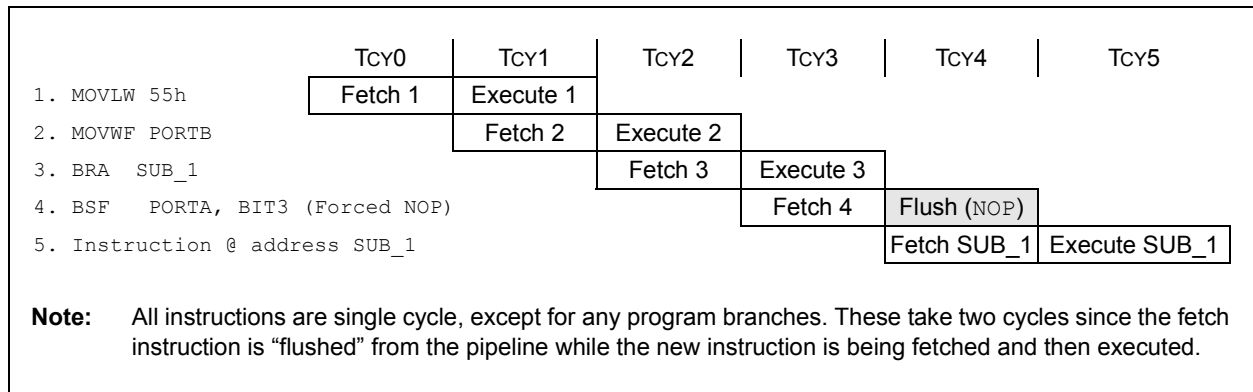 TCY0 TCY1 TCY2 TCY3 TCY4 TCY5
1. MOVLW 55h Fetch 1 Execute 1
2. MOVWF PORTB Fetch 2 Execute 2
3. BRA SUB_1 Fetch 3 Execute 3
4. BSF PORTA, BIT3 (Forced NOP) Fetch 4 Flush (NOP)
5. Instruction @ address SUB_1 Fetch SUB_1 Execute SUB_1
Note: All instructions are single cycle, except for any program branches. These take two cycles since the fetch
instruction is “flushed” from the pipeline while the new instruction is being fetched and then executed.